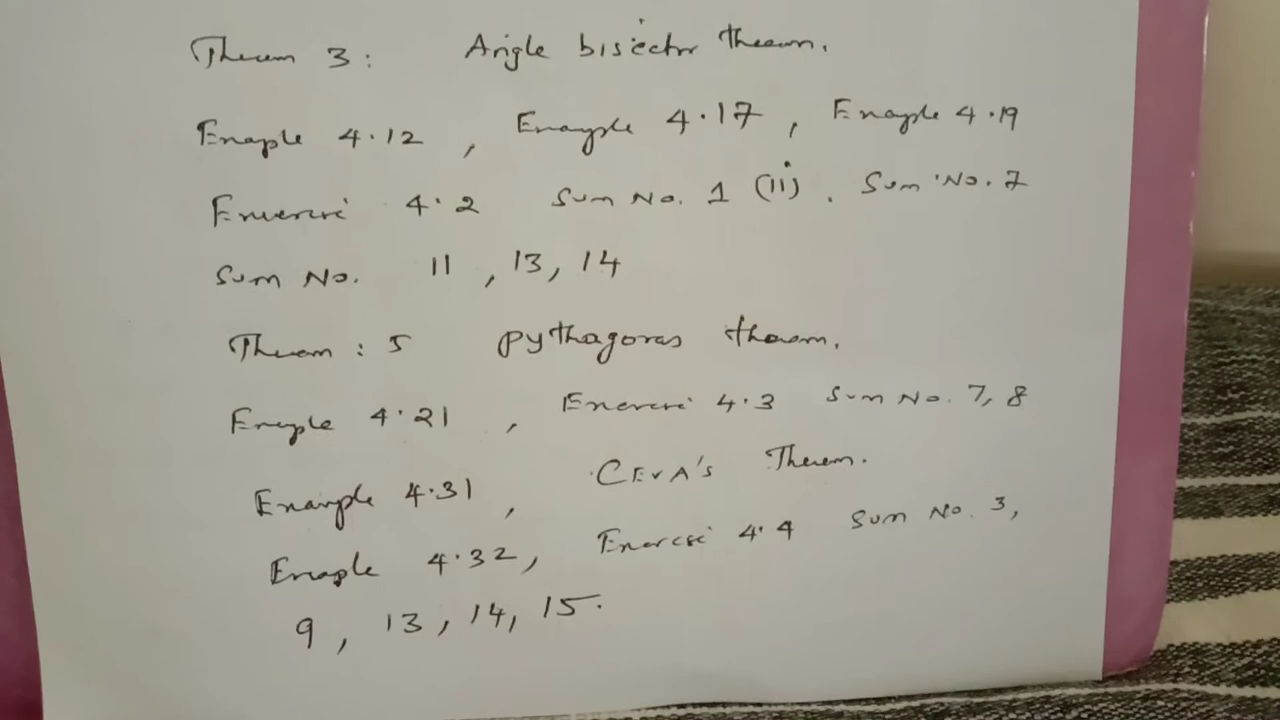 Theorem 3: Angle bisector theorem.
Example 4.12, Example 4.17, Example 4.19
Exercise 4.2 Sum No. 1 (ii). Sum No. 7
Sum No. 11, 13, 14
Theorem: 5 pythagoras theorem.
Example 4.21, Exercise 4.3 Sum No. 7, 8
Example 4.31, CEVA's Theorem.
Example 4.32, Exercise 4.4 Sum No. 3,
9, 13, 14, 15.